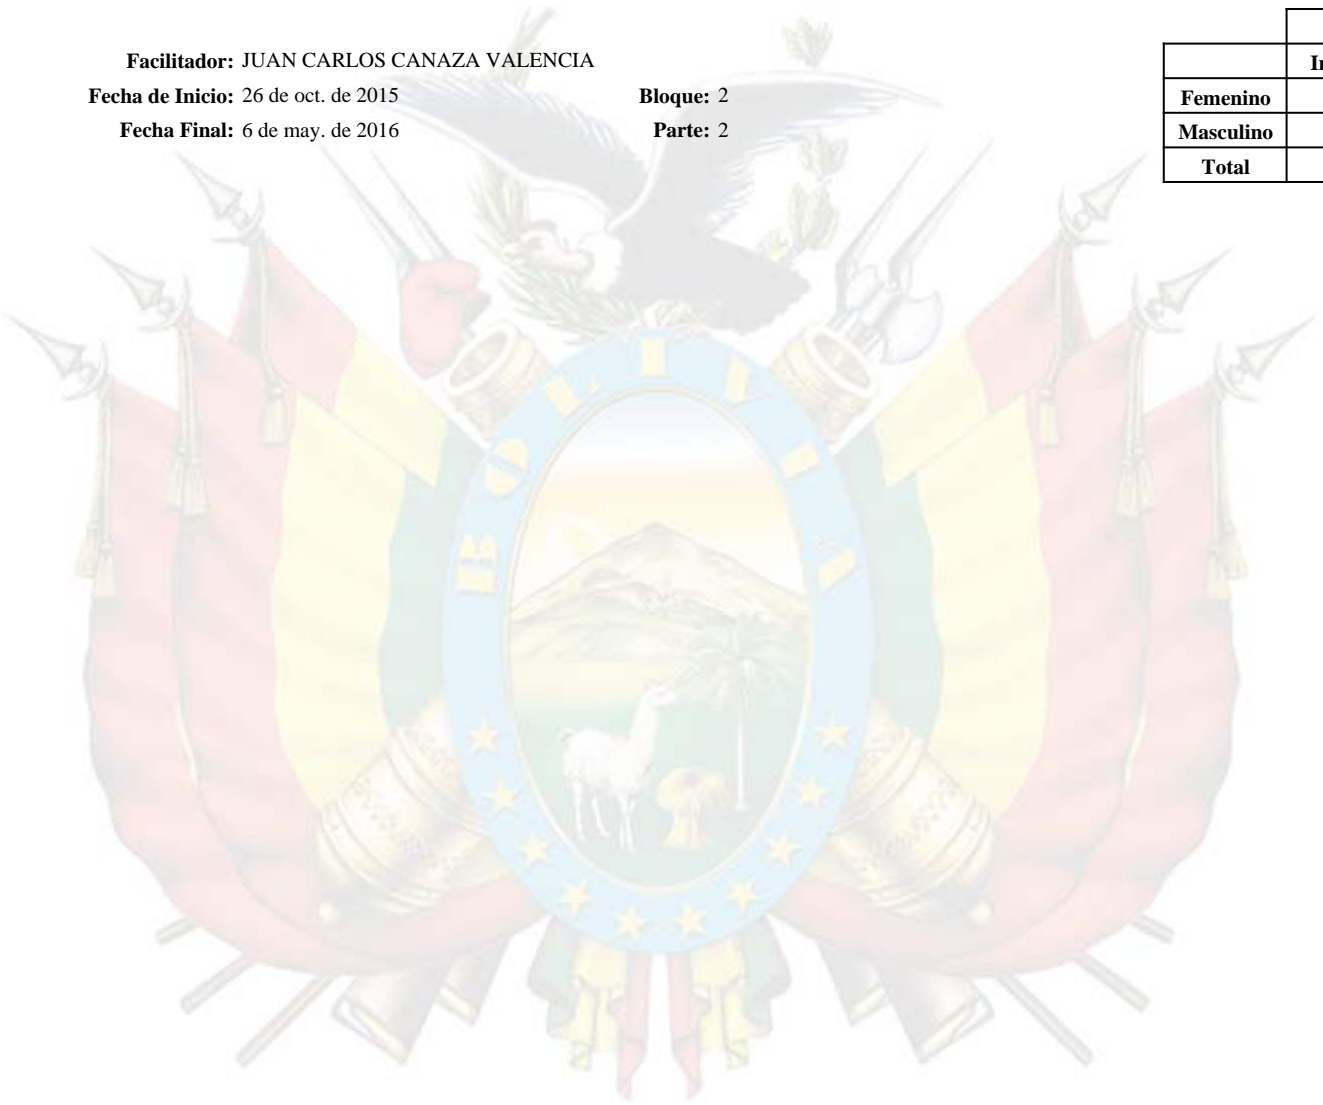 Facilitador: JUAN CARLOS CANAZA VALENCIA
Fecha de Inicio: 26 de oct. de 2015 Bloque: 2
Fecha Final: 6 de may. de 2016 Parte: 2
Femenino
Masculino
Total
BOLIVIA